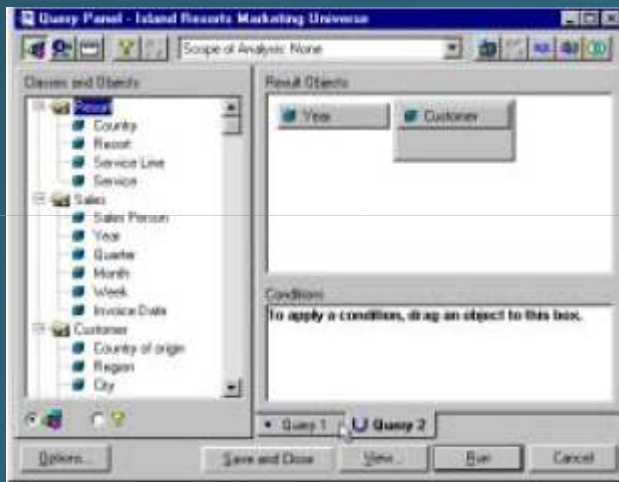 Query Panel - Island Resorts Marketing Universe
Scope of Analysis: None
Classes and Objects
Resort
Country
Resort
Service Line
Service
Sales
Sales Person
Year
Quarter
Month
Week
Invoice Date
Customer
Country of origin
Region
City
Result Objects
Year
Customer
Conditions
To apply a condition, drag an object to this box.
Query 1
Query 2
Options...
Save and Close
View...
Run
Cancel